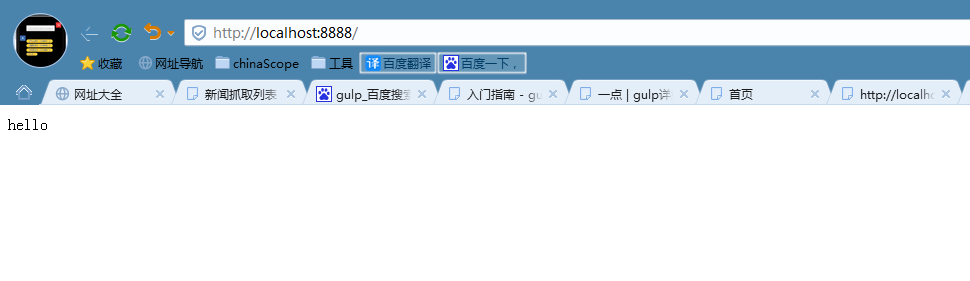 http://localhost:8888/
收藏 网址导航 chinaScope 工具 译 百度翻译 百度一下，
网址大全 新闻抓取列表 gulp_百度搜索 入门指南 - gu 一点 | gulp详 首页 http://localho
hello